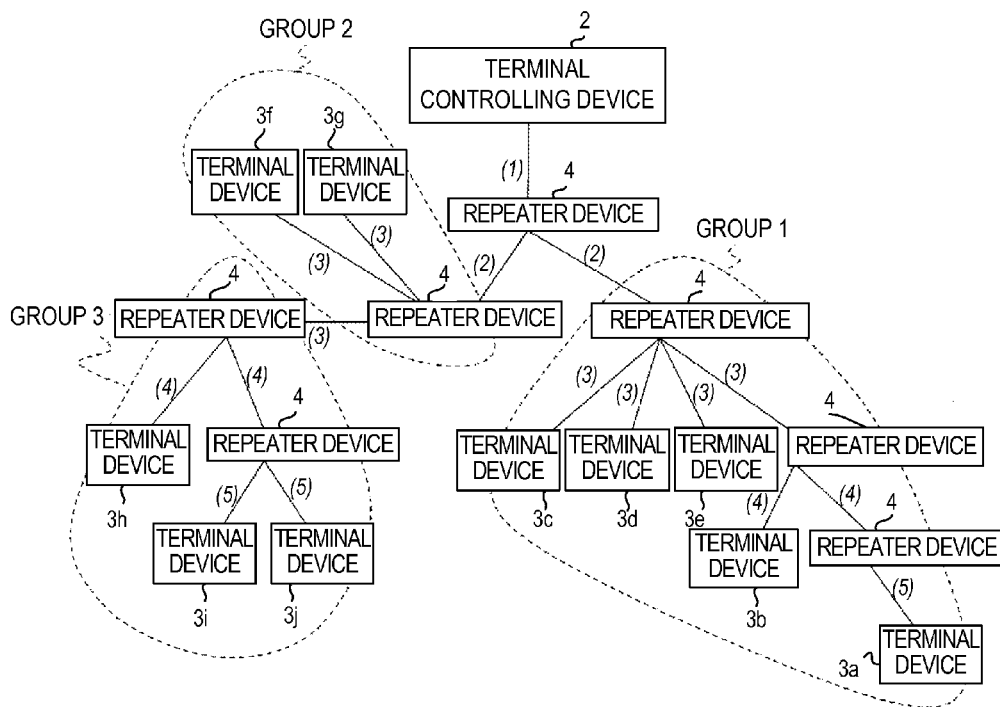 GROUP 2
2
TERMINAL
CONTROLLING DEVICE
3f
3g
TERMINAL
DEVICE
TERMINAL
DEVICE
(1)
4
REPEATER DEVICE
GROUP 1
(3)
(3)
(2)
(2)
4
4
4
GROUP 3
REPEATER DEVICE
(3)
REPEATER DEVICE
REPEATER DEVICE
(4)
(4)
(3)
(3)
(3)
(3)
4
4
TERMINAL
DEVICE
REPEATER DEVICE
TERMINAL
DEVICE
TERMINAL
DEVICE
TERMINAL
DEVICE
REPEATER DEVICE
3h
(5)
(5)
3c
3d
3e
(4)
(4)
4
TERMINAL
DEVICE
TERMINAL
DEVICE
TERMINAL
DEVICE
REPEATER DEVICE
3i
3j
3b
(5)
TERMINAL
DEVICE
3a